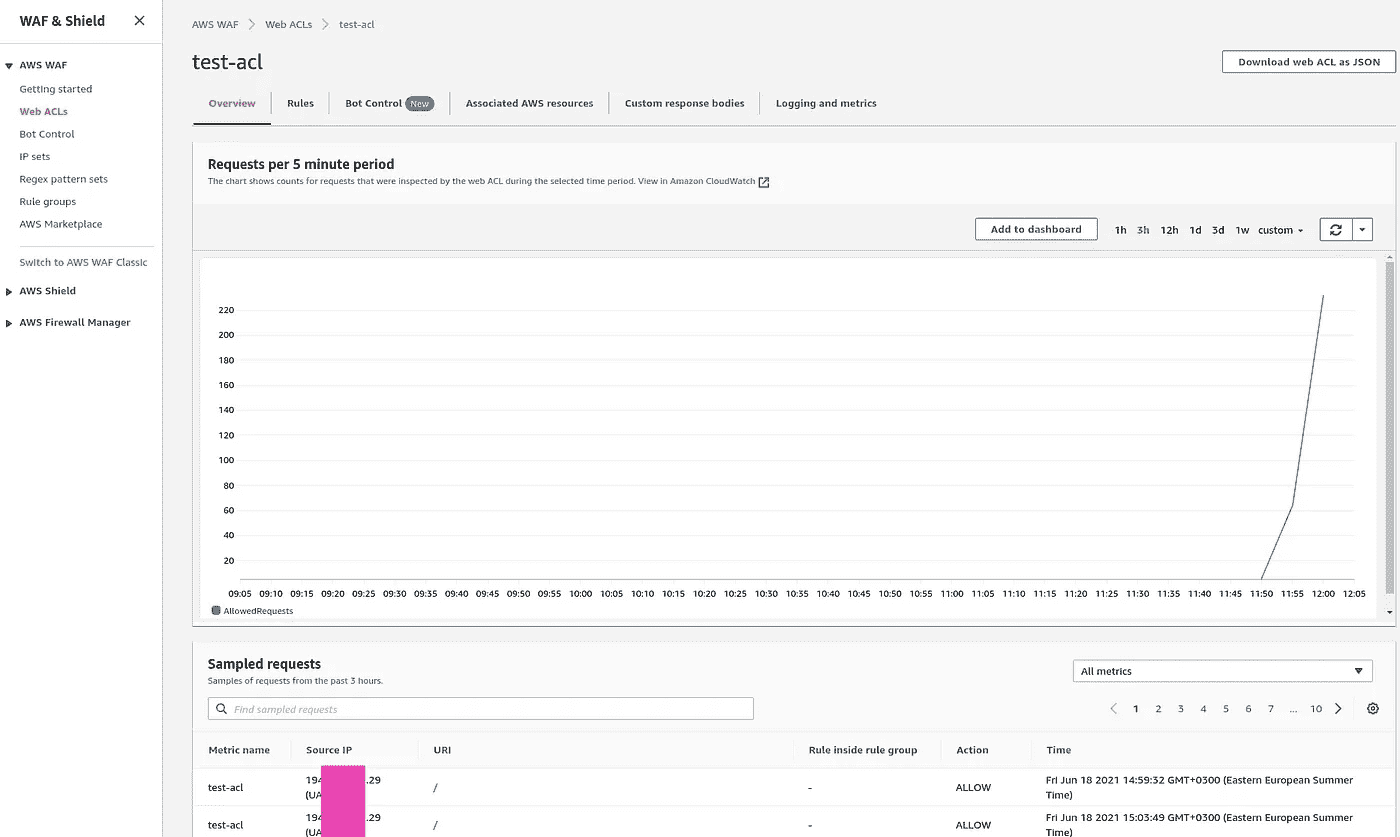 WAF & Shield
AWS WAF
Getting started
Web ACLs
Bot Control
IP sets
Regex pattern sets
Rule groups
AWS Marketplace
Switch to AWS WAF Classic
AWS Shield
AWS Firewall Manager
AWS WAF > Web ACLs > test-acl
test-acl
Download web ACL as JSON
Overview Rules Bot Control New Associated AWS resources Custom response bodies Logging and metrics
Requests per 5 minute period
The chart shows counts for requests that were inspected by the web ACL during the selected time period. View in Amazon CloudWatch
Add to dashboard 1h 3h 12h 1d 3d 1w custom
220
200
180
160
140
120
100
80
60
40
20
09:05 09:10 09:15 09:20 09:25 09:30 09:35 09:40 09:45 09:50 09:55 10:00 10:05 10:10 10:15 10:20 10:25 10:30 10:35 10:40 10:45 10:50 10:55 11:00 11:05 11:10 11:15 11:20 11:25 11:30 11:35 11:40 11:45 11:50 11:55 12:00 12:05
AllowedRequests
Sampled requests
Samples of requests from the past 3 hours.
All metrics
Find sampled requests
1 2 3 4 5 6 7 ... 10
Metric name Source IP URI Rule inside rule group Action Time
test-acl 194 .29 / - ALLOW Fri Jun 18 2021 14:59:32 GMT+0300 (Eastern European Summer
(UA Time)
test-acl 194 .29 / - ALLOW Fri Jun 18 2021 15:03:49 GMT+0300 (Eastern European Summer
(UA Time)